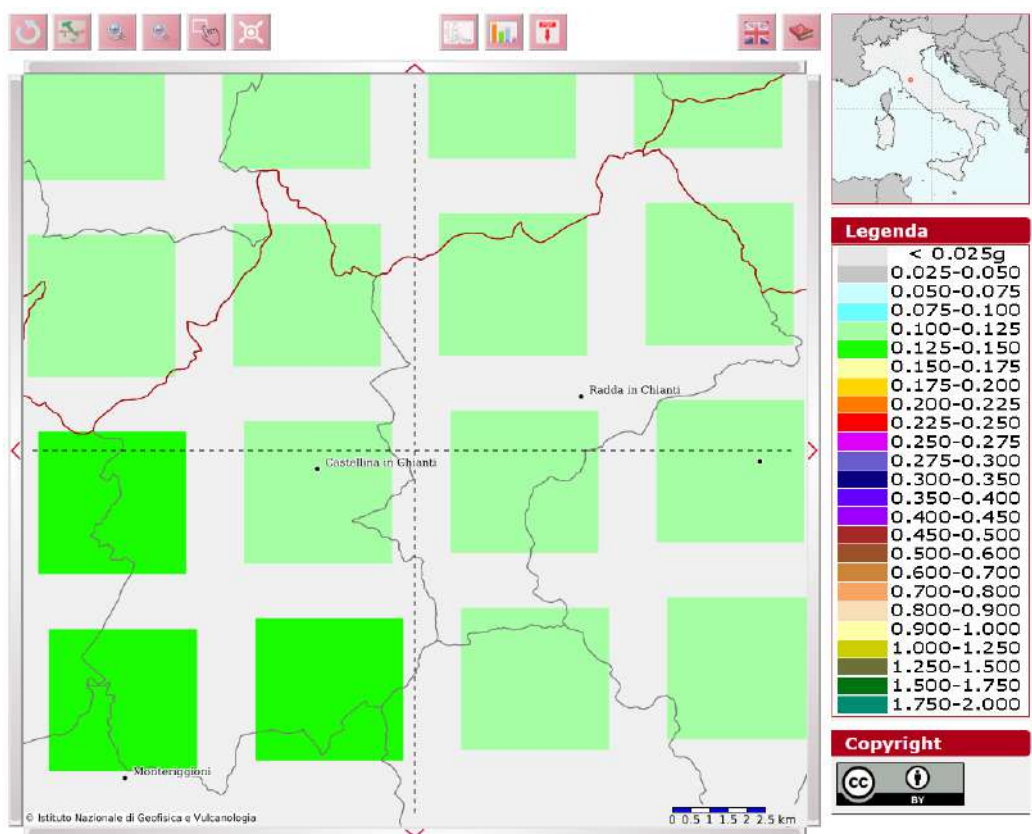 Radda in Chianti
Castellina in Chianti
Monteriggioni
© Istituto Nazionale di Geofisica e Vulcanologia
0 0.5 1 1.5 2 2.5 km
Legenda
< 0.025g
0.025-0.050
0.050-0.075
0.075-0.100
0.100-0.125
0.125-0.150
0.150-0.175
0.175-0.200
0.200-0.225
0.225-0.250
0.250-0.275
0.275-0.300
0.300-0.350
0.350-0.400
0.400-0.450
0.450-0.500
0.500-0.600
0.600-0.700
0.700-0.800
0.800-0.900
0.900-1.000
1.000-1.250
1.250-1.500
1.500-1.750
1.750-2.000
Copyright
cc
BY